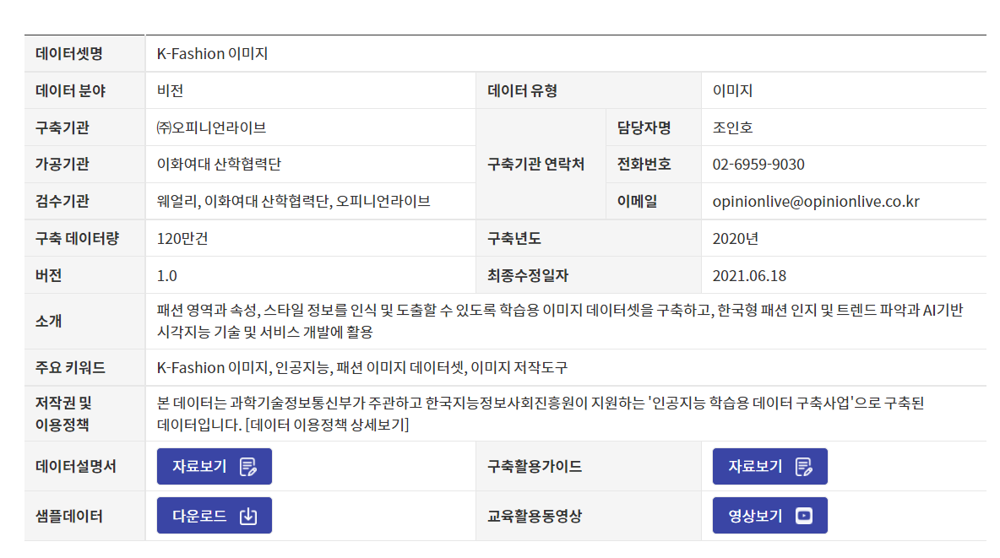 데이터셋명 K-Fashion 이미지
데이터 분야 비전 데이터 유형 이미지
구축기관 ㈜오피니언라이브 구축기관 연락처 담당자명 조인호
가공기관 이화여대 산학협력단 전화번호 02-6959-9030
검수기관 웨얼리, 이화여대 산학협력단, 오피니언라이브 이메일 opinionlive@opinionlive.co.kr
구축 데이터량 120만건 구축년도 2020년
버전 1.0 최종수정일자 2021.06.18
소개 패션 영역과 속성, 스타일 정보를 인식 및 도출할 수 있도록 학습용 이미지 데이터셋을 구축하고, 한국형 패션 인지 및 트렌드 파악과 AI기반
시각지능 기술 및 서비스 개발에 활용
주요 키워드 K-Fashion 이미지, 인공지능, 패션 이미지 데이터셋, 이미지 저작도구
저작권 및 본 데이터는 과학기술정보통신부가 주관하고 한국지능정보사회진흥원이 지원하는 '인공지능 학습용 데이터 구축사업'으로 구축된
이용정책 데이터입니다. [데이터 이용정책 상세보기]
데이터설명서 자료보기 구축활용가이드 자료보기
샘플데이터 다운로드 교육활용동영상 영상보기